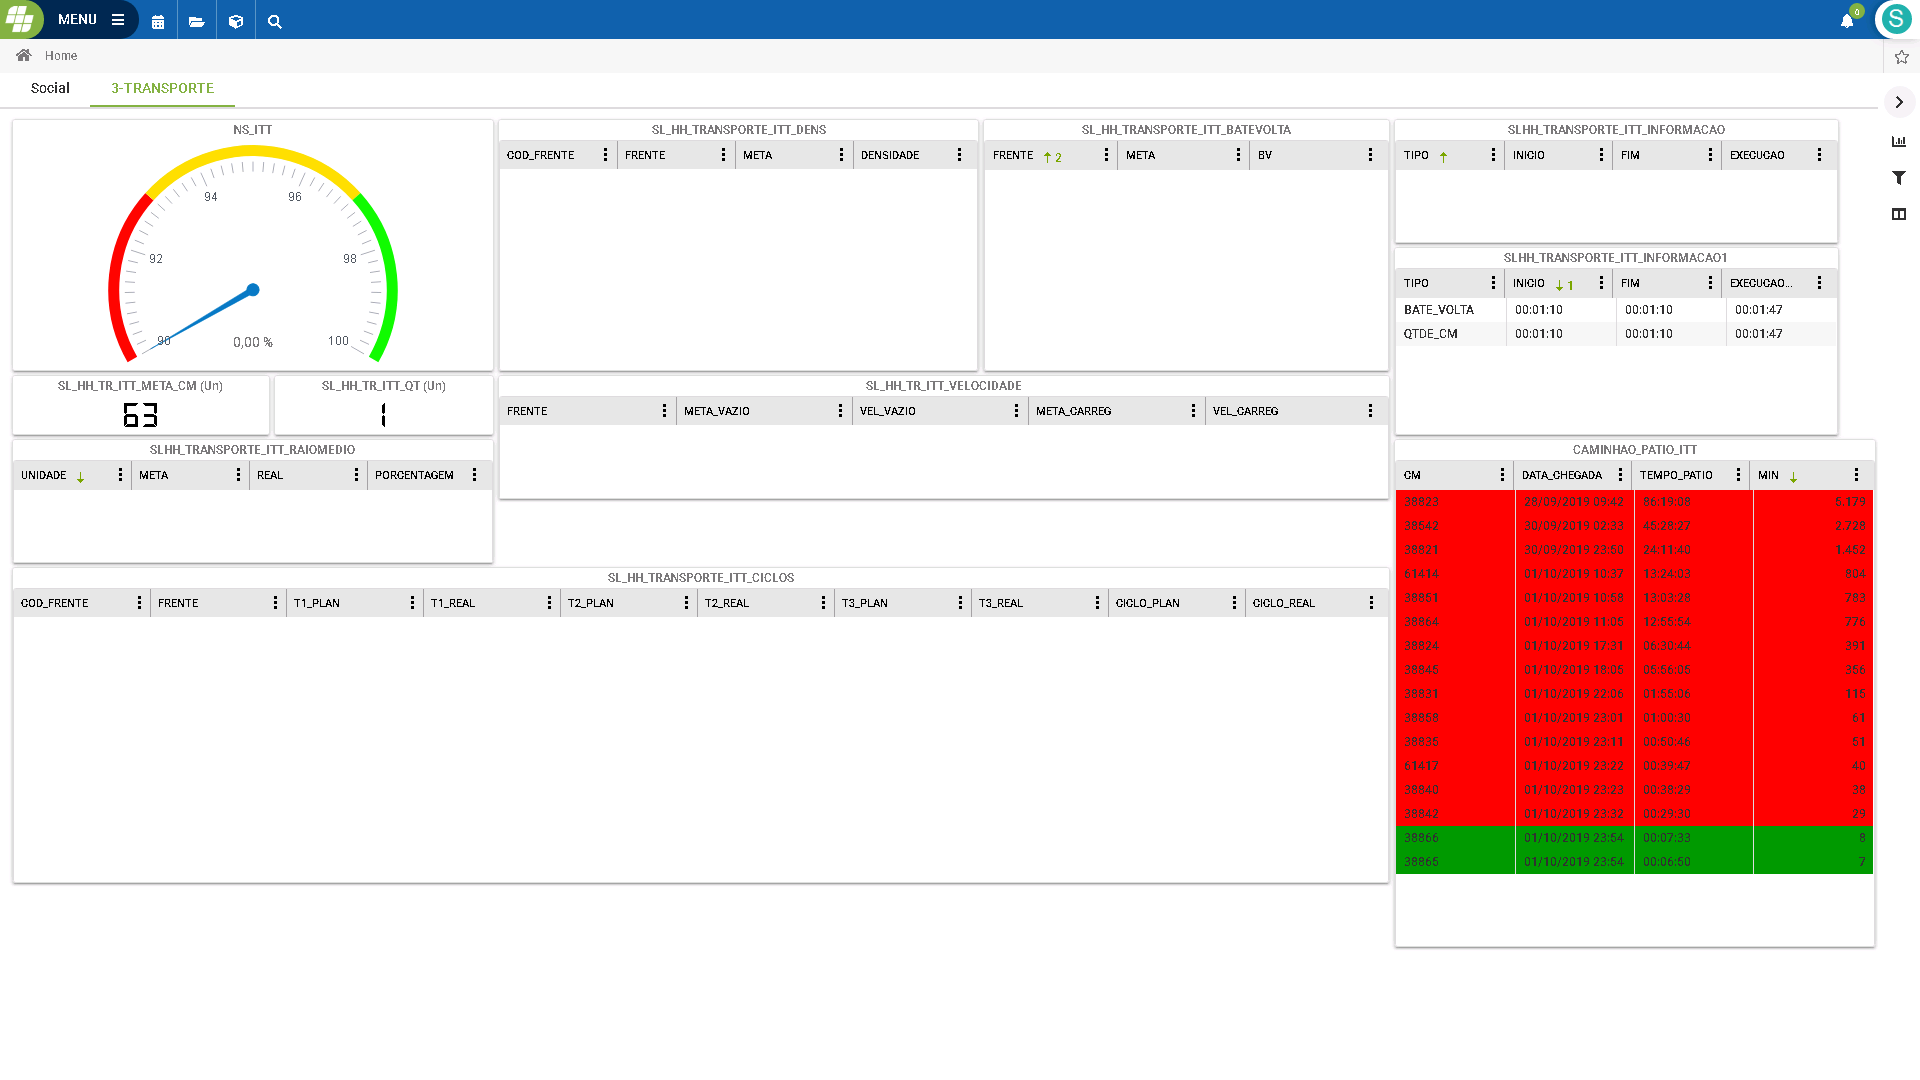 MENU
0
S
Home
Social
3-TRANSPORTE
NS_ITT
90
92
94
96
98
100
0,00 %
SL_HH_TR_ITT_META_CM (Un)
63
SL_HH_TR_ITT_QT (Un)
1
SLHH_TRANSPORTE_ITT_RAIOMEDIO
UNIDADE META REAL PORCENTAGEM
SL_HH_TRANSPORTE_ITT_DENS
COD_FRENTE FRENTE META DENSIDADE
SL_HH_TRANSPORTE_ITT_BATEVOLTA
FRENTE 2 META BV
SL_HH_TR_ITT_VELOCIDADE
FRENTE META_VAZIO VEL_VAZIO META_CARREG VEL_CARREG
SL_HH_TRANSPORTE_ITT_CICLOS
COD_FRENTE FRENTE T1_PLAN T1_REAL T2_PLAN T2_REAL T3_PLAN T3_REAL CICLO_PLAN CICLO_REAL
SLHH_TRANSPORTE_ITT_INFORMACAO
TIPO INICIO FIM EXECUCAO
SLHH_TRANSPORTE_ITT_INFORMACAO1
TIPO INICIO 1 FIM EXECUCAO...
BATE_VOLTA 00:01:10 00:01:10 00:01:47
QTDE_CM 00:01:10 00:01:10 00:01:47
CAMINHAO_PATIO_ITT
CM DATA_CHEGADA TEMPO_PATIO MIN
38823 28/09/2019 09:42 86:19:08 5.179
38642 30/09/2019 02:33 45:28:27 2.728
38821 30/09/2019 23:50 24:11:40 1.452
61414 01/10/2019 10:37 13:24:03 804
38851 01/10/2019 10:58 13:03:28 783
38864 01/10/2019 11:05 12:55:54 776
38824 01/10/2019 17:31 06:30:44 391
38845 01/10/2019 18:05 05:56:05 356
38831 01/10/2019 22:06 01:55:06 115
38858 01/10/2019 23:01 01:00:30 61
38835 01/10/2019 23:11 00:50:46 51
61417 01/10/2019 23:22 00:39:47 40
38840 01/10/2019 23:23 00:38:29 38
38842 01/10/2019 23:32 00:29:30 29
38866 01/10/2019 23:54 00:07:33 8
38865 01/10/2019 23:54 00:06:50 7